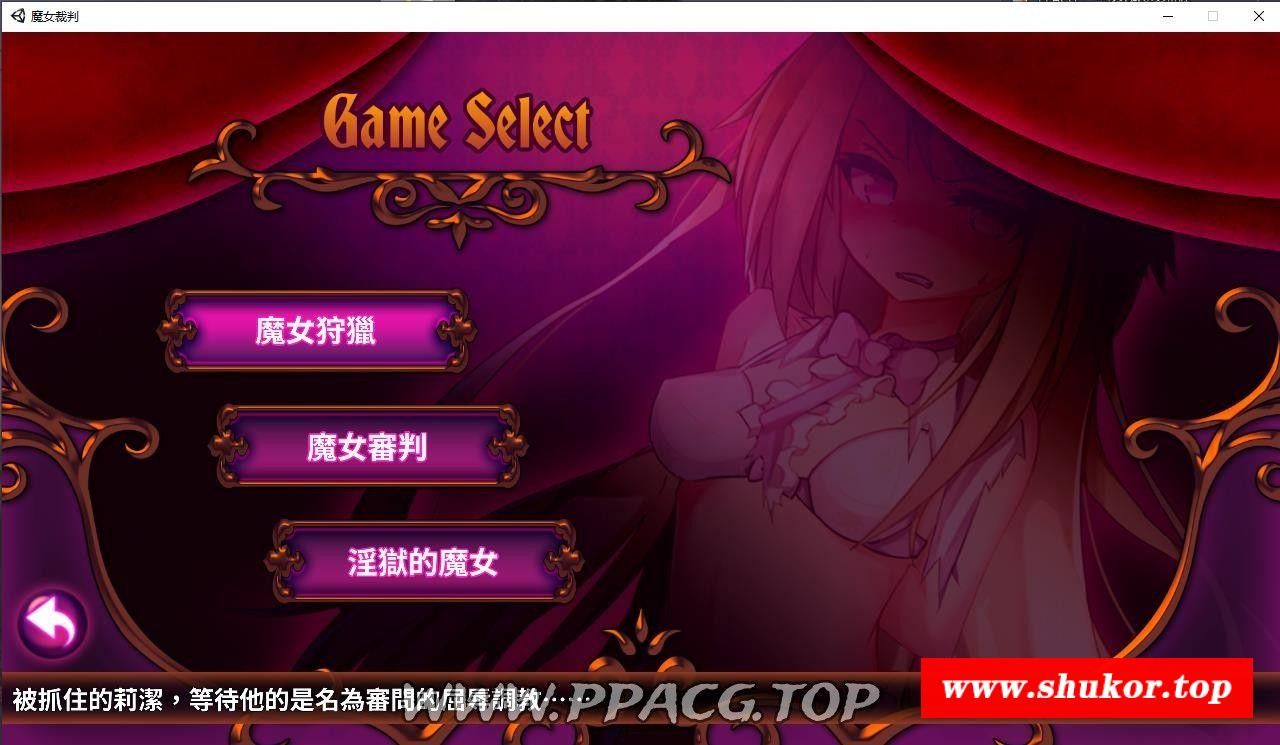 魔女裁判
Game Select
魔女狩獵
魔女審判
淫獄的魔女
被抓住的莉潔，等待他的是名為審問的屈辱調教……
WWW.PPACG.TOP
www.shukor.top